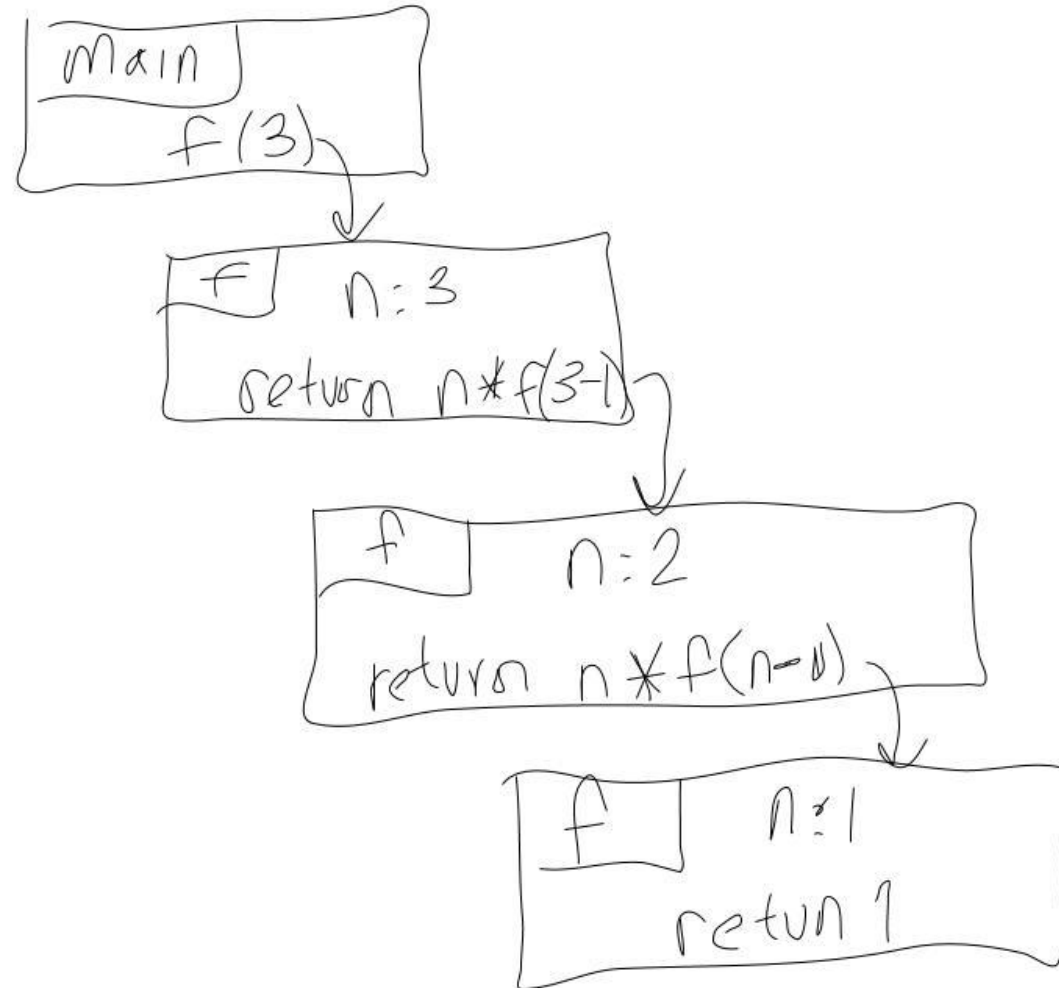 main
f(3)
f
n:3
return n*f(3-1)
f
n:2
return n*f(n-1)
f
n:1
retun 1